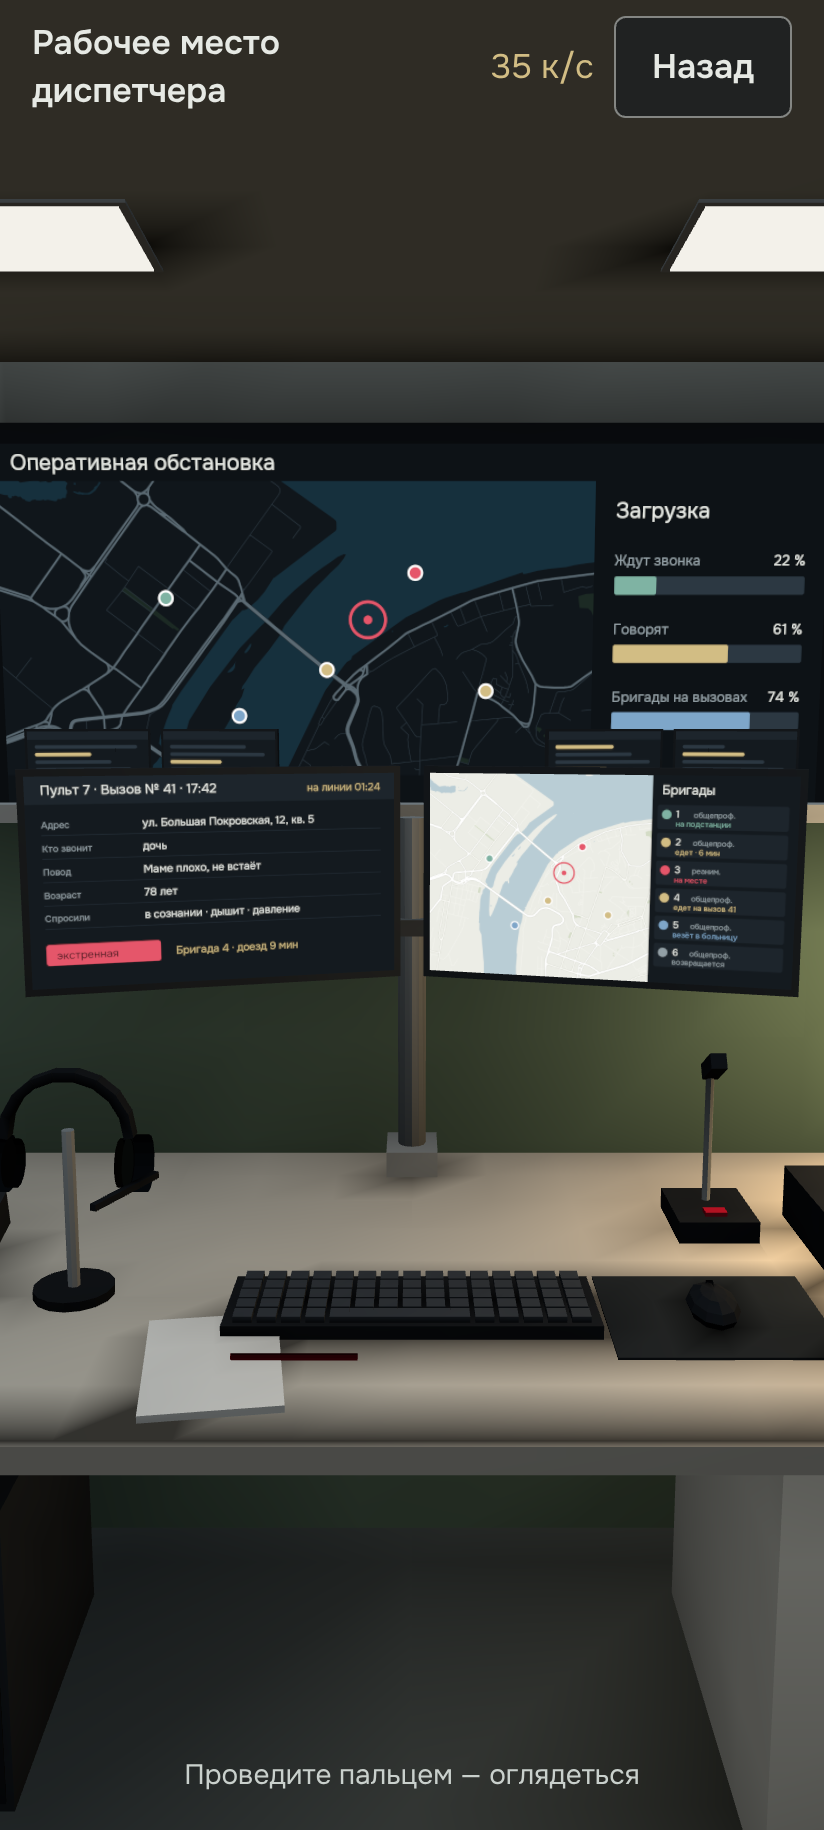 Рабочее место
диспетчера
35 к/с
Назад
Оперативная обстановка
Загрузка
Ждут звонка 22 %
Говорят 61 %
Бригады на вызовах 74 %
Пульт 7 · Вызов № 41 · 17:42
на линии 01:24
Адрес ул. Большая Покровская, 12, кв. 5
Кто звонит дочь
Повод Маме плохо, не встаёт
Возраст 78 лет
Спросили в сознании · дышит · давление
экстренная Бригада 4 · доезд 9 мин
Бригады
1 общепроф.
на подстанции
2 общепроф.
едет · 6 мин
3 реаним.
на месте
4 общепроф.
едет на вызов 41
5 общепроф.
везёт в больницу
6 общепроф.
возвращается
Проведите пальцем — оглядеться